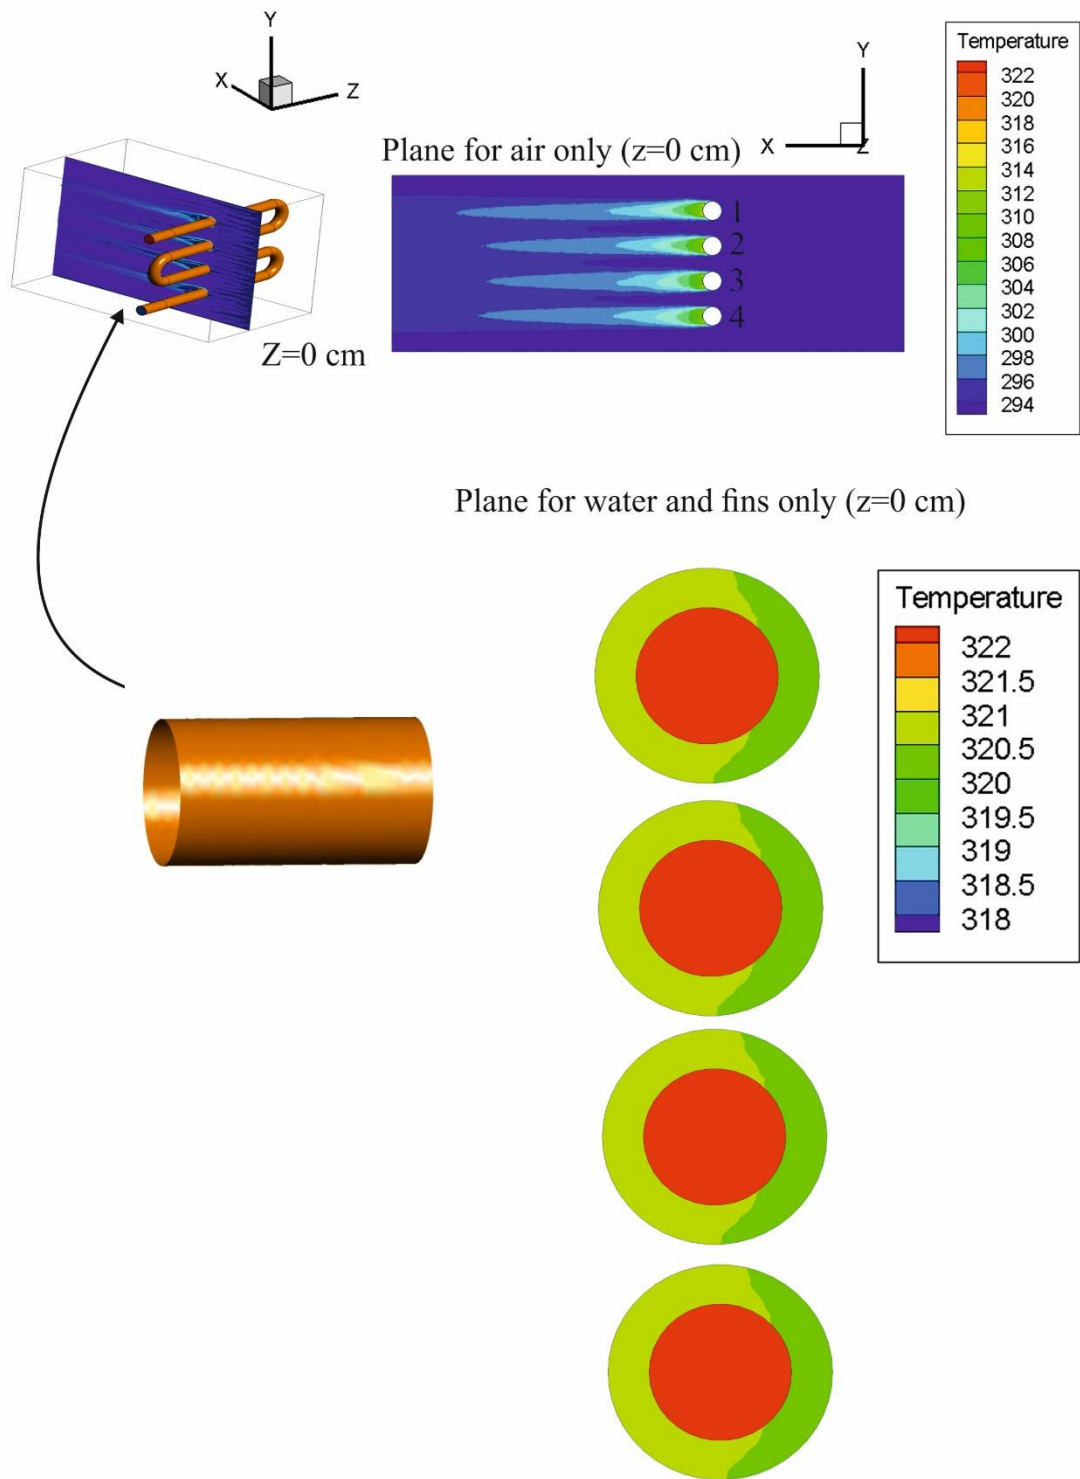 Y
X
Z
Y
X
Z
Temperature
322
320
318
316
314
312
310
308
306
304
302
300
298
296
294
Plane for air only (z=0 cm)
1
2
3
4
Z=0 cm
Plane for water and fins only (z=0 cm)
Temperature
322
321.5
321
320.5
320
319.5
319
318.5
318